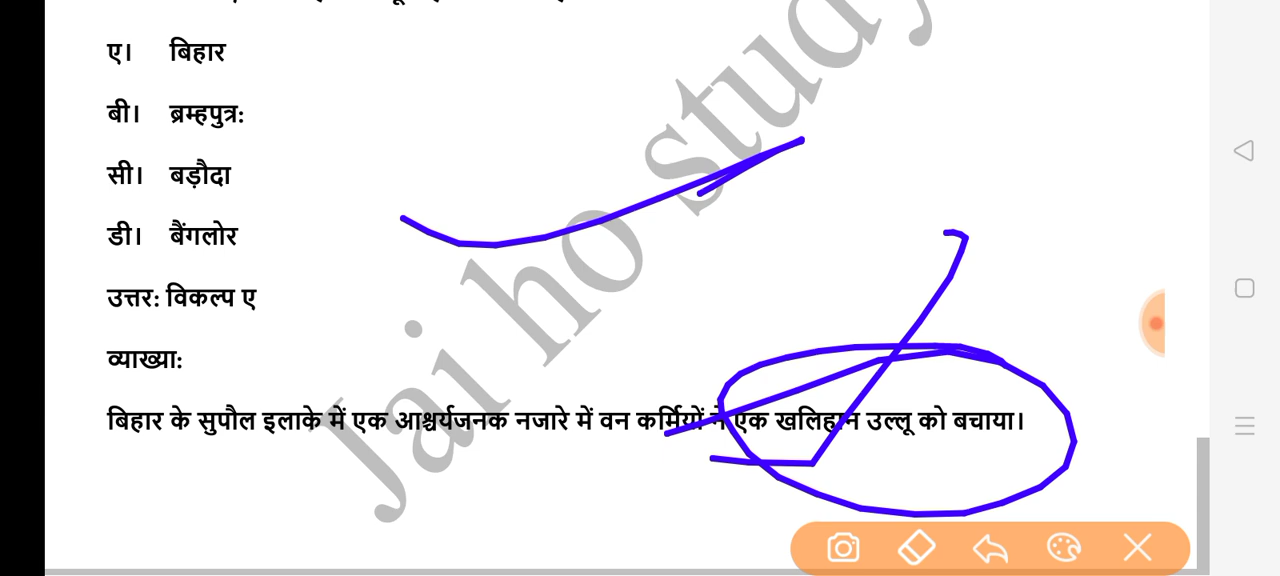 ए। बिहार
बी। ब्रम्हपुत्र:
सी। बड़ौदा
डी। बैंगलोर
उत्तर: विकल्प ए
व्याख्या:
बिहार के सुपौल इलाके में एक आश्चर्यजनक नजारे में वन कर्मियों ने एक खलिहान उल्लू को बचाया।
Jai ho study